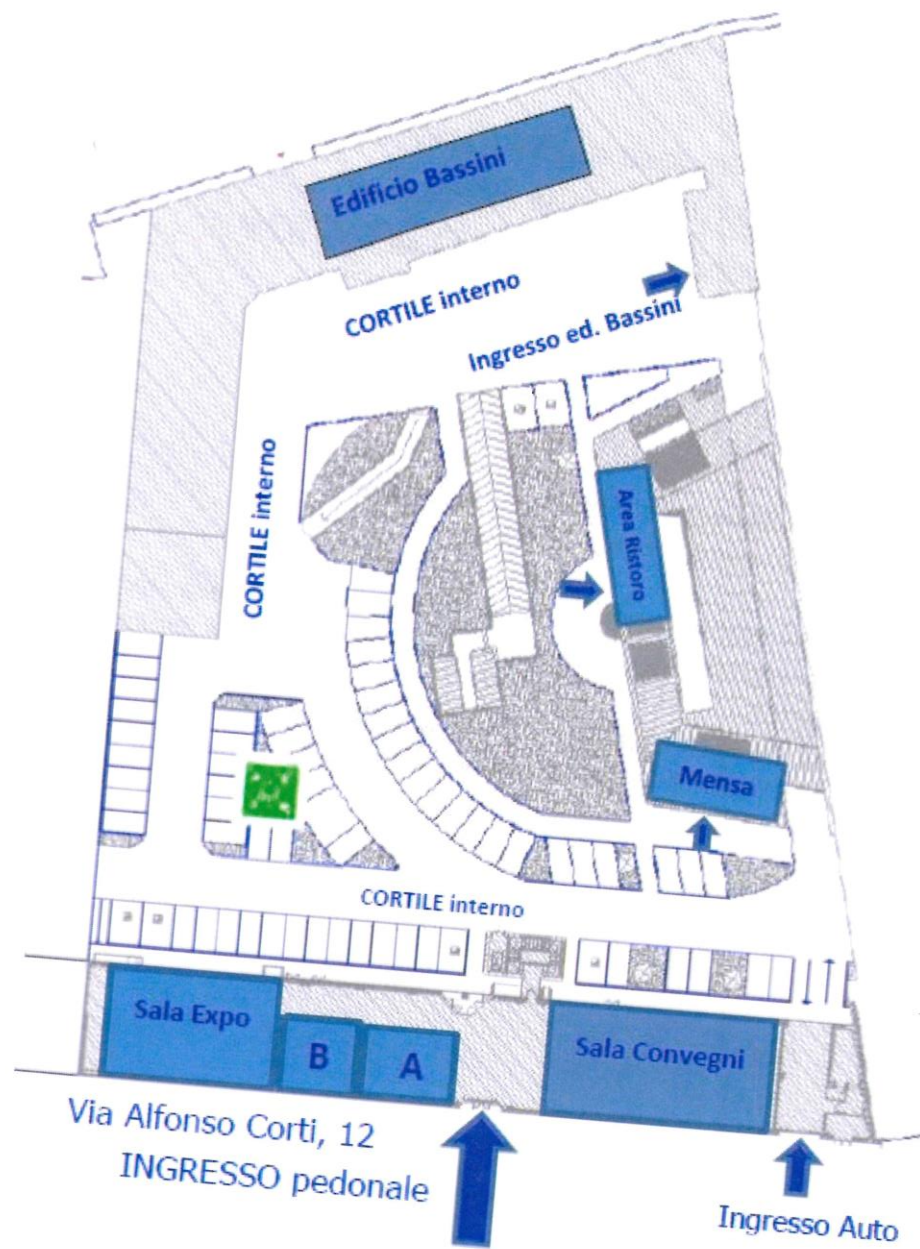 Edificio Bassini
CORTILE interno
Ingresso ed. Bassini
CORTILE interno
Area Ristoro
Mensa
CORTILE interno
Sala Expo
B
A
Sala Convegni
Via Alfonso Corti, 12
INGRESSO pedonale
Ingresso Auto